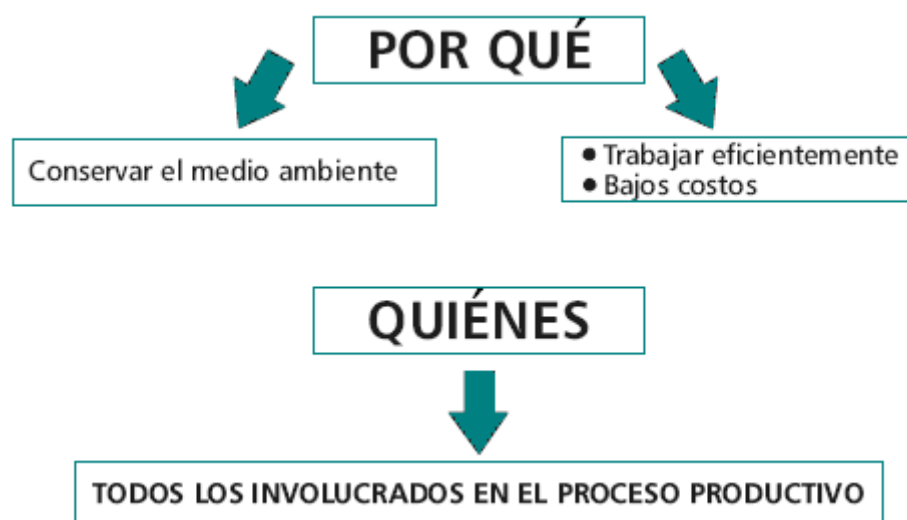 POR QUÉ
Conservar el medio ambiente
• Trabajar eficientemente
• Bajos costos
QUIÉNES
TODOS LOS INVOLUCRADOS EN EL PROCESO PRODUCTIVO